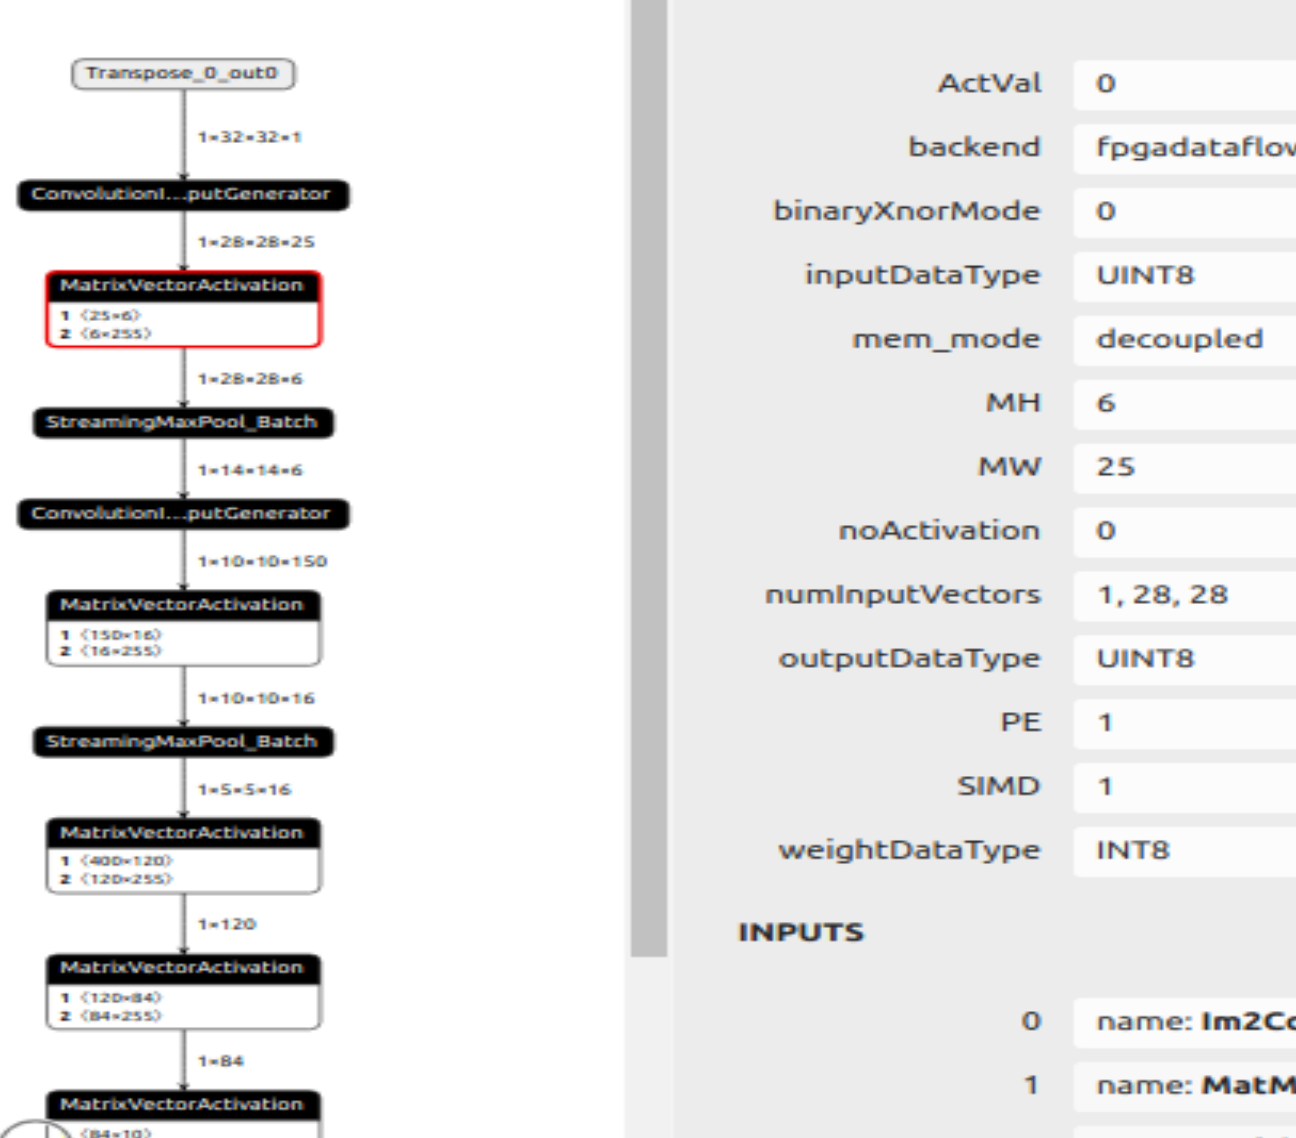 Transpose_0_out0
1×32×32×1
ConvolutionI...putGenerator
1×28×28×25
MatrixVectorActivation
1 ⟨25×6⟩
2 ⟨6×255⟩
1×28×28×6
StreamingMaxPool_Batch
1×14×14×6
ConvolutionI...putGenerator
1×10×10×150
MatrixVectorActivation
1 ⟨150×16⟩
2 ⟨16×255⟩
1×10×10×16
StreamingMaxPool_Batch
1×5×5×16
MatrixVectorActivation
1 ⟨400×120⟩
2 ⟨120×255⟩
1×120
MatrixVectorActivation
1 ⟨120×84⟩
2 ⟨84×255⟩
1×84
MatrixVectorActivation
⟨84×10⟩
ActVal 0
backend fpgadataflow
binaryXnorMode 0
inputDataType UINT8
mem_mode decoupled
MH 6
MW 25
noActivation 0
numInputVectors 1, 28, 28
outputDataType UINT8
PE 1
SIMD 1
weightDataType INT8
INPUTS
0 name: Im2Co
1 name: MatM